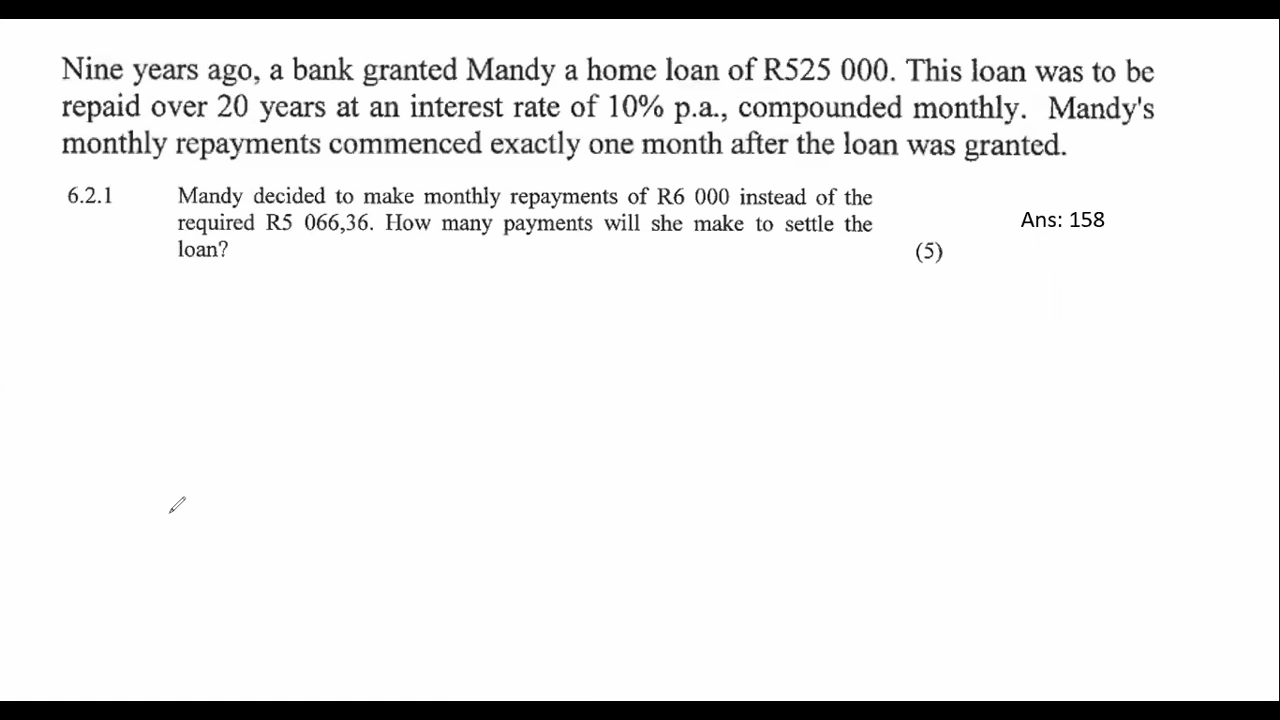 Nine years ago, a bank granted Mandy a home loan of R525 000. This loan was to be
repaid over 20 years at an interest rate of 10% p.a., compounded monthly. Mandy's
monthly repayments commenced exactly one month after the loan was granted.
6.2.1 Mandy decided to make monthly repayments of R6 000 instead of the
required R5 066,36. How many payments will she make to settle the
loan? (5)
Ans: 158